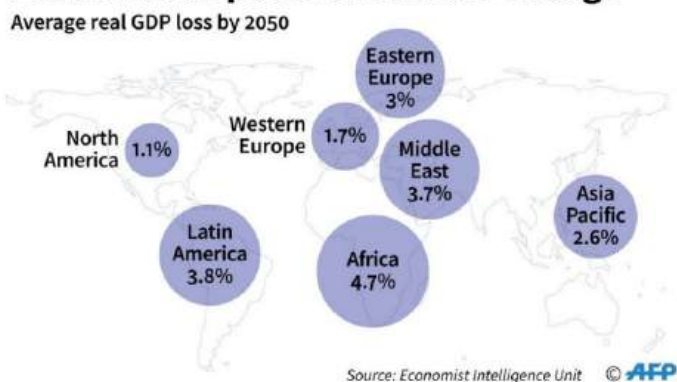 Average real GDP loss by 2050
Eastern
Europe
3%
North
America
1.1%
Western
Europe
1.7%
Middle
East
3.7%
Asia
Pacific
2.6%
Latin
America
3.8%
Africa
4.7%
Source: Economist Intelligence Unit © AFP